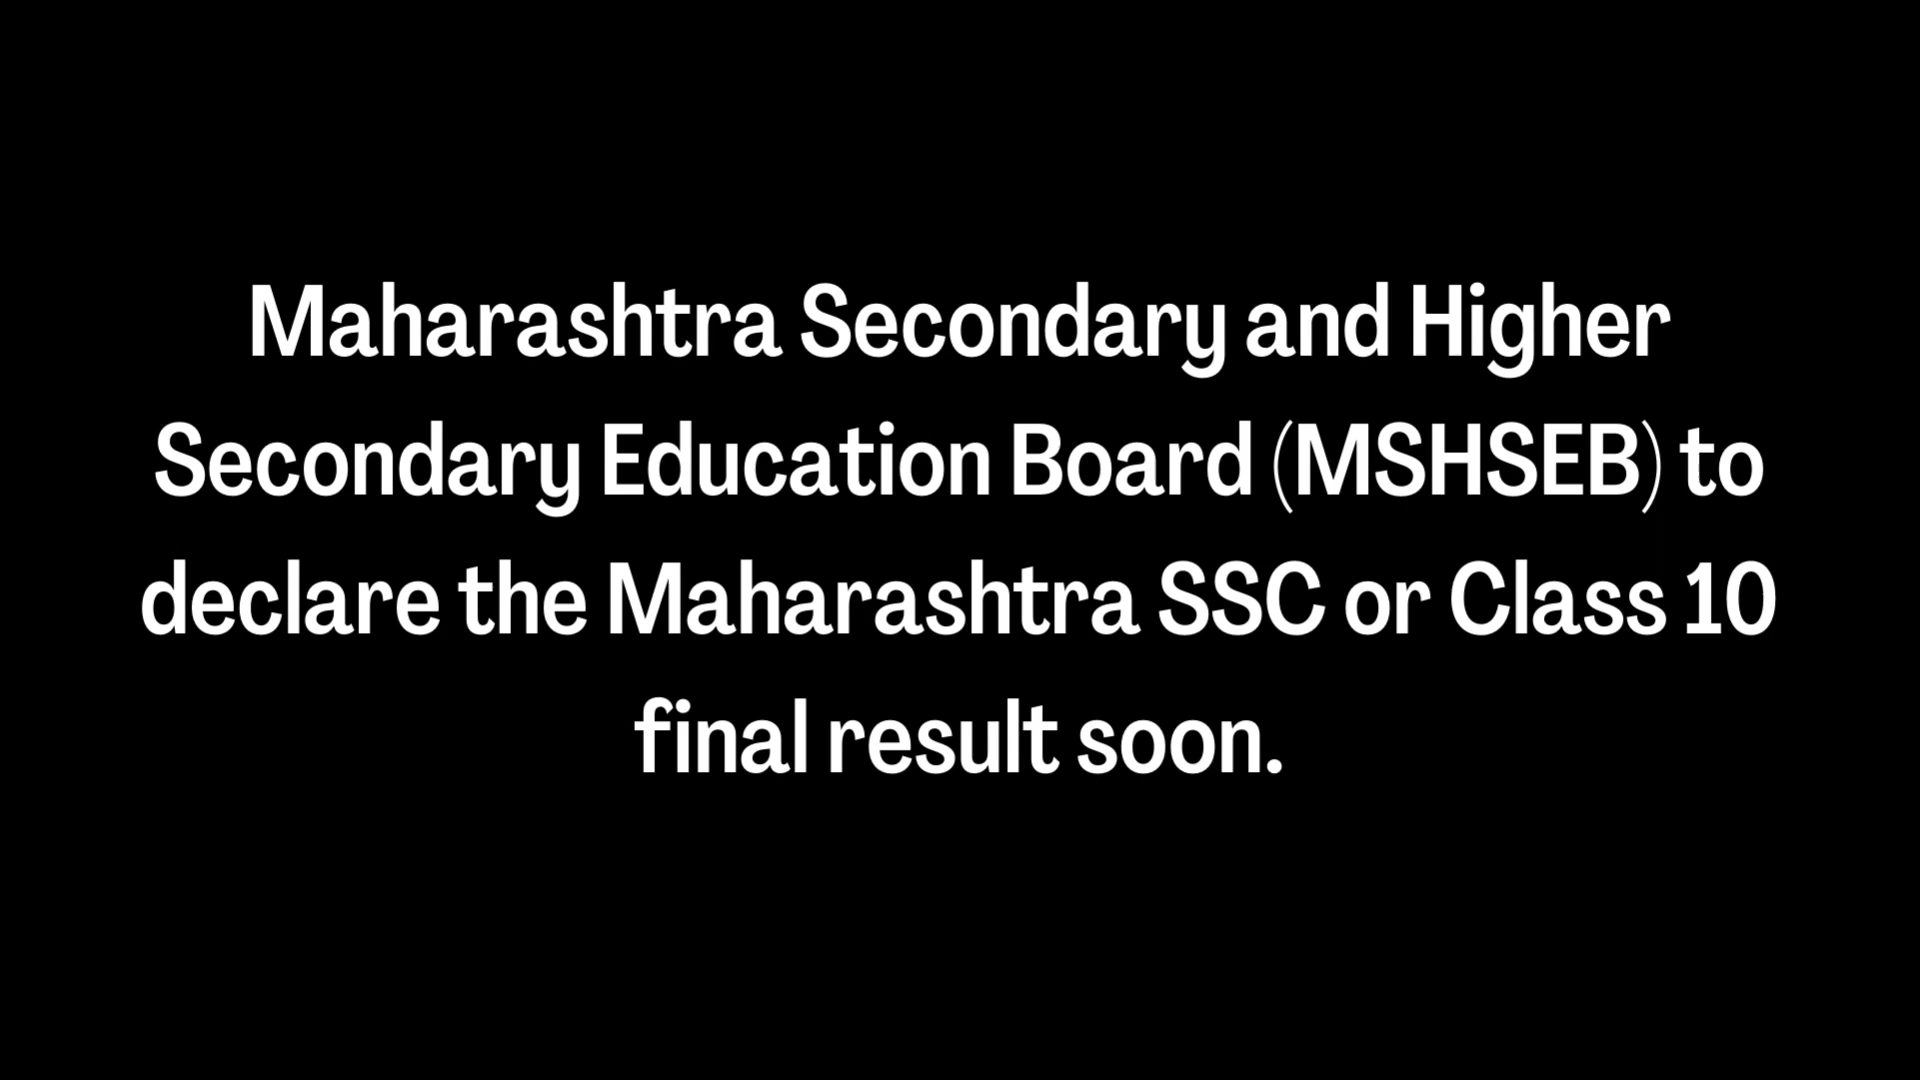 Maharashtra Secondary and Higher
Secondary Education Board (MSHSEB) to
declare the Maharashtra SSC or Class 10
final result soon.